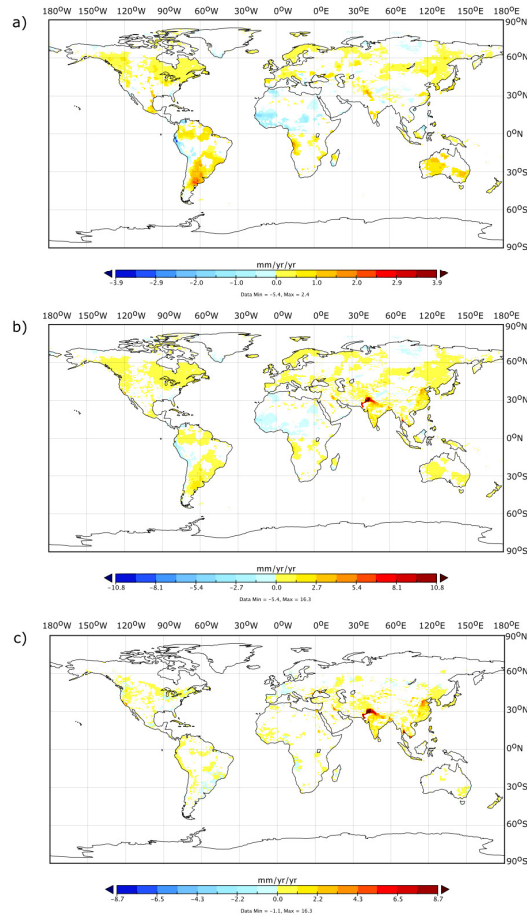 180°W 150°W 120°W 90°W 60°W 30°W 0°E 30°E 60°E 90°E 120°E 150°E 180°E
a)
90°N
60°N
30°N
0°N
30°S
60°S
90°S
mm/yr/yr
−3.9 −2.9 −2.0 −1.0 0.0 1.0 2.0 2.9 3.9
Data Min = −5.4, Max = 2.4
b)
180°W 150°W 120°W 90°W 60°W 30°W 0°E 30°E 60°E 90°E 120°E 150°E 180°E
90°N
60°N
30°N
0°N
30°S
60°S
90°S
mm/yr/yr
−10.8 −8.1 −5.4 −2.7 0.0 2.7 5.4 8.1 10.8
Data Min = −5.4, Max = 16.3
c)
180°W 150°W 120°W 90°W 60°W 30°W 0°E 30°E 60°E 90°E 120°E 150°E 180°E
90°N
60°N
30°N
0°N
30°S
60°S
90°S
mm/yr/yr
−8.7 −6.5 −4.3 −2.2 0.0 2.2 4.3 6.5 8.7
Data Min = −1.1, Max = 16.3